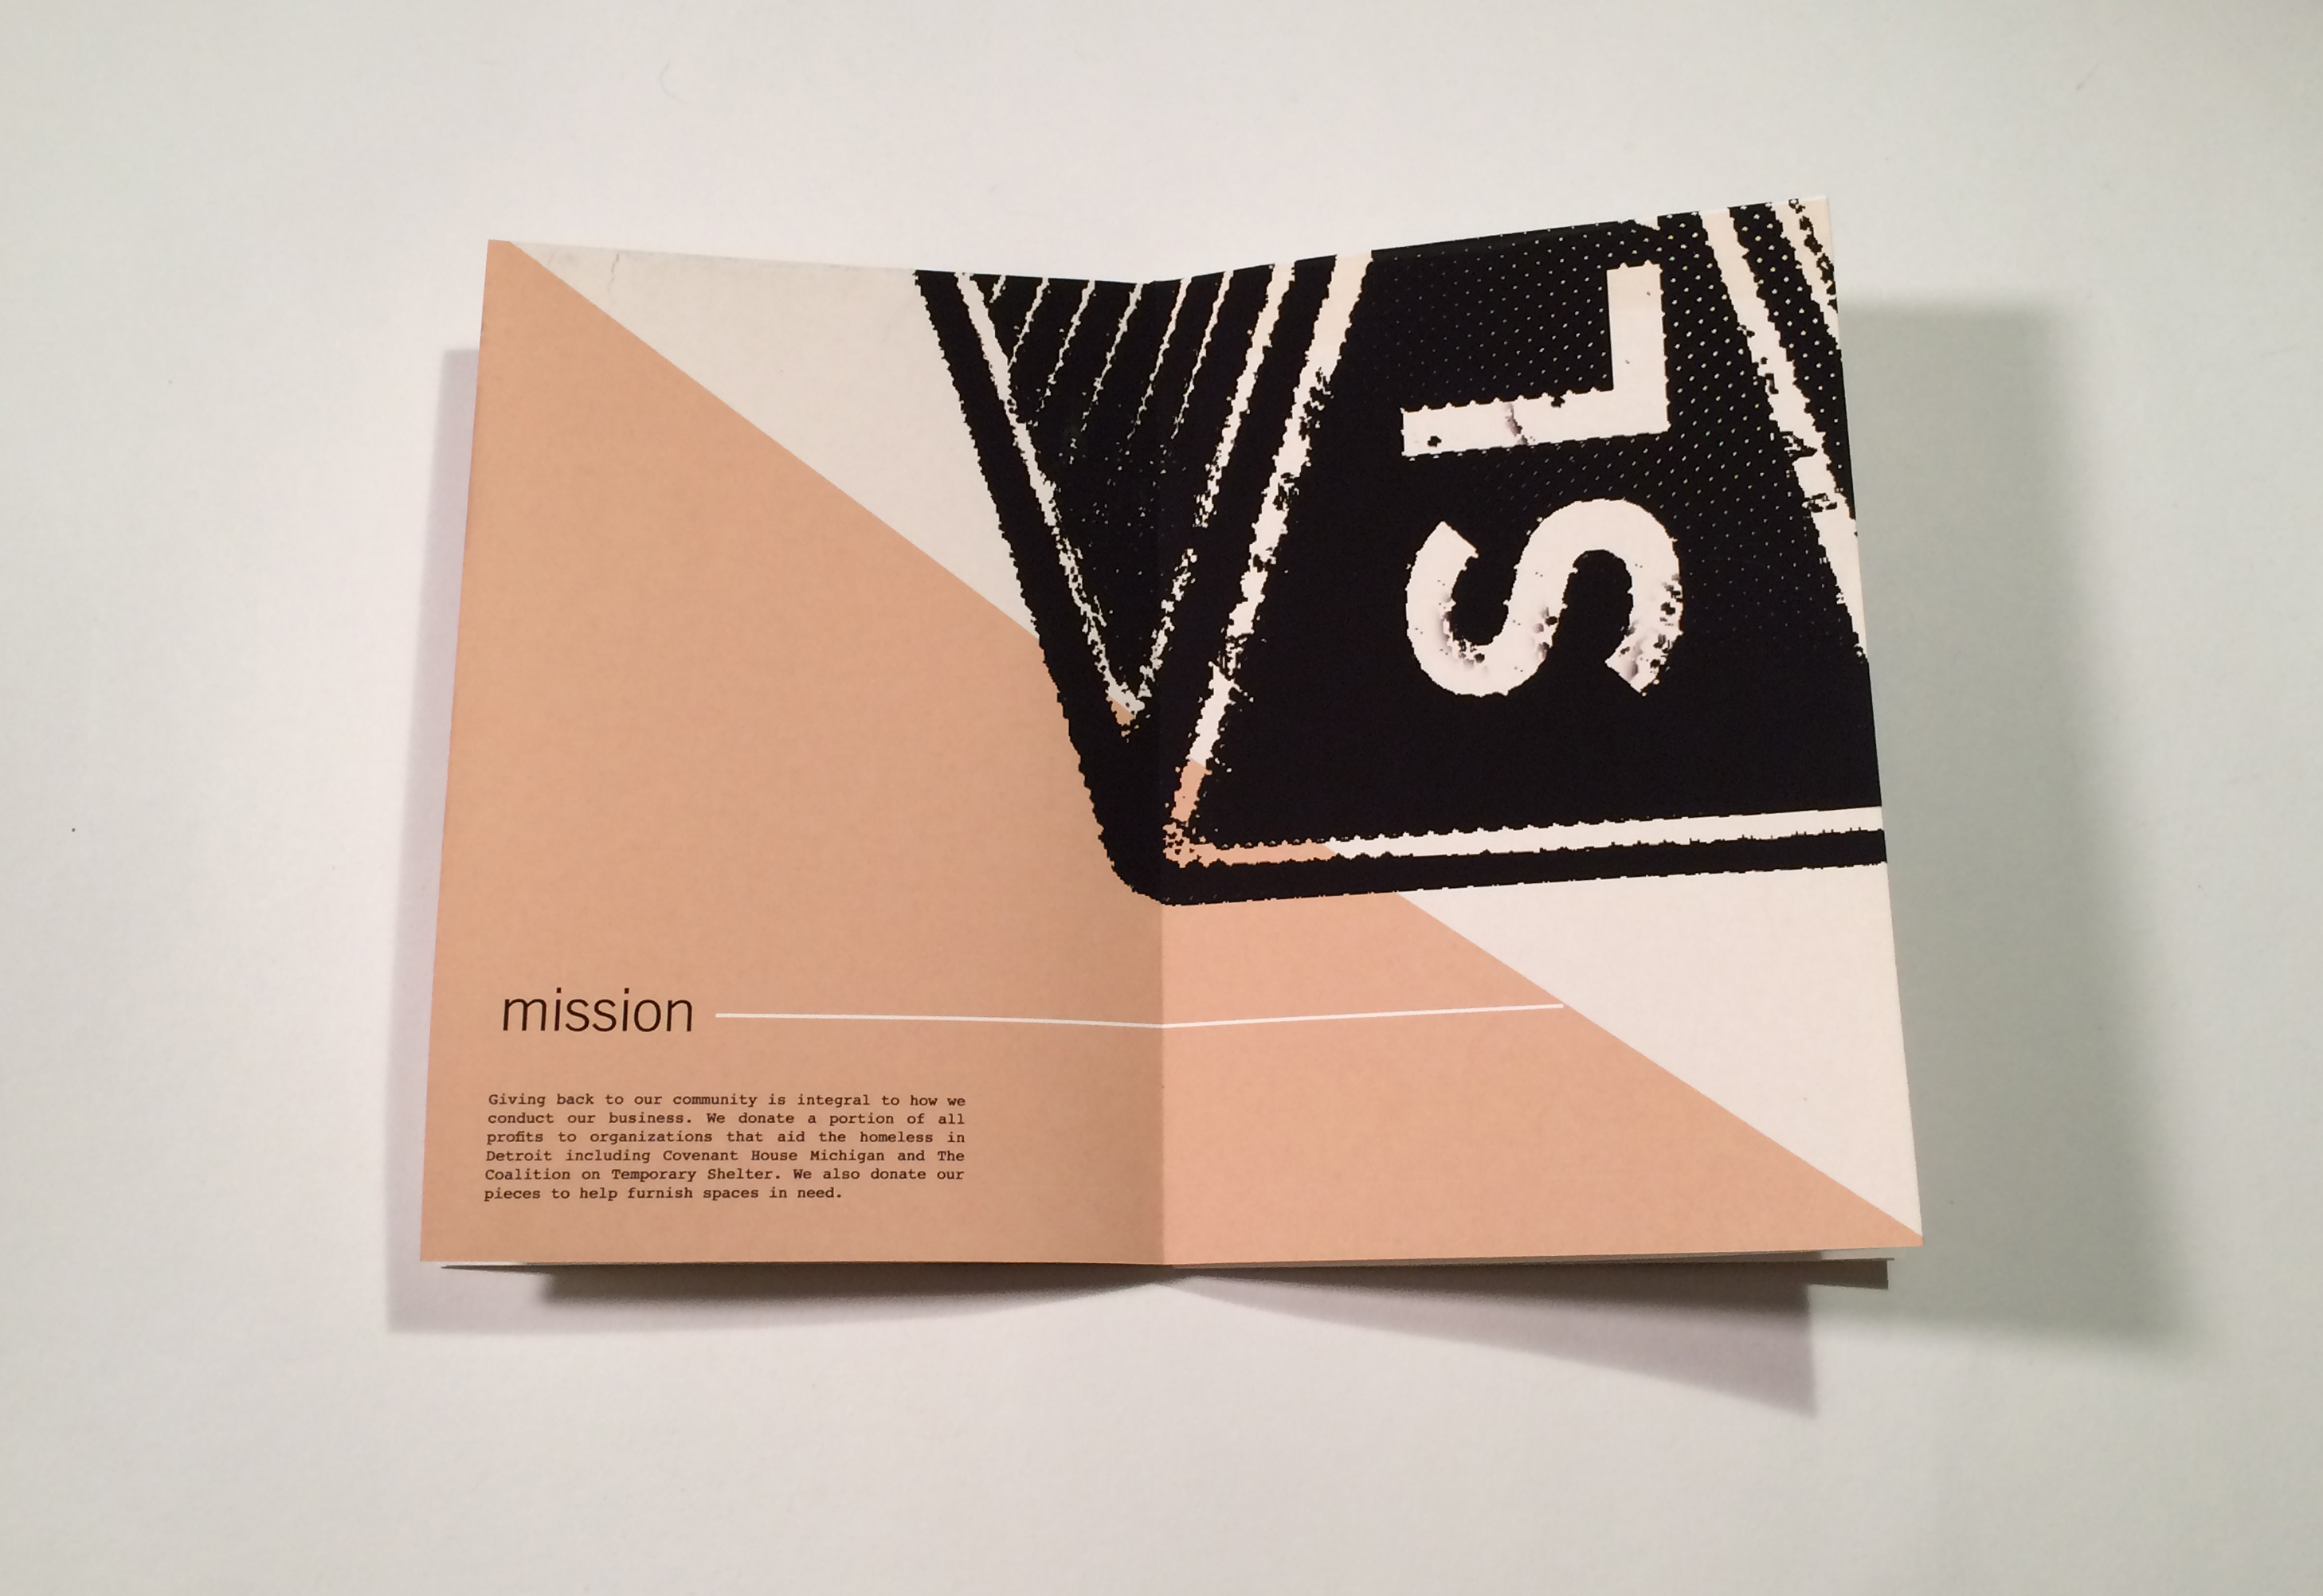 SL
mission
Giving back to our community is integral to how we
conduct our business. We donate a portion of all
profits to organizations that aid the homeless in
Detroit including Covenant House Michigan and The
Coalition on Temporary Shelter. We also donate our
pieces to help furnish spaces in need.